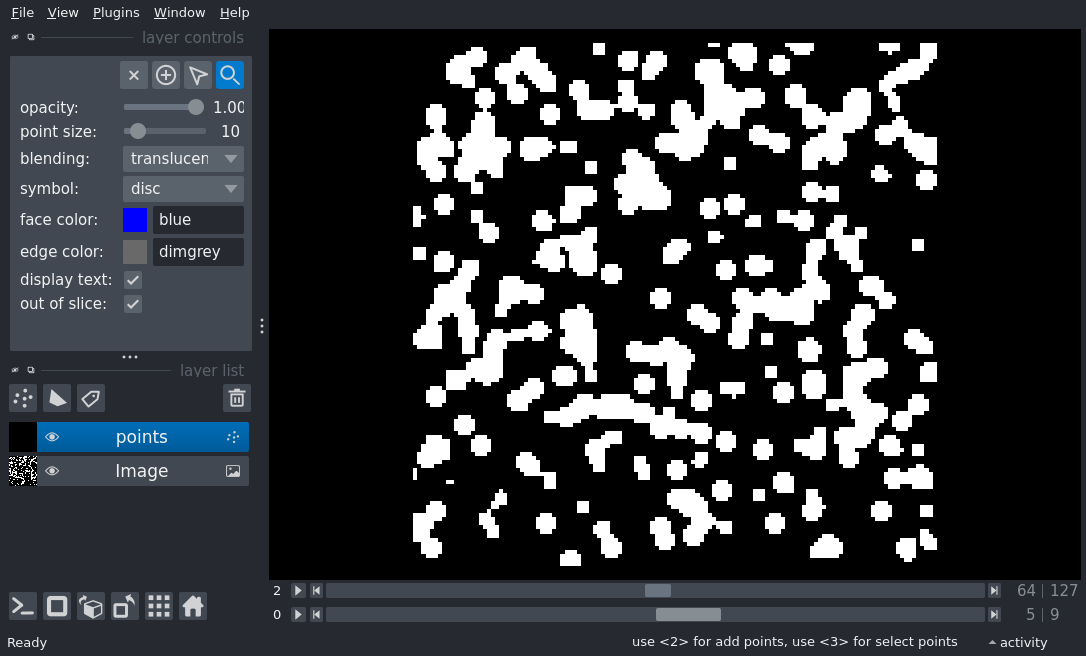 File View Plugins Window Help
layer controls
opacity: 1.00
point size: 10
blending: translucen
symbol: disc
face color: blue
edge color: dimgrey
display text:
out of slice:
layer list
points
Image
2 64 | 127
0 5 | 9
Ready use <2> for add points, use <3> for select points activity